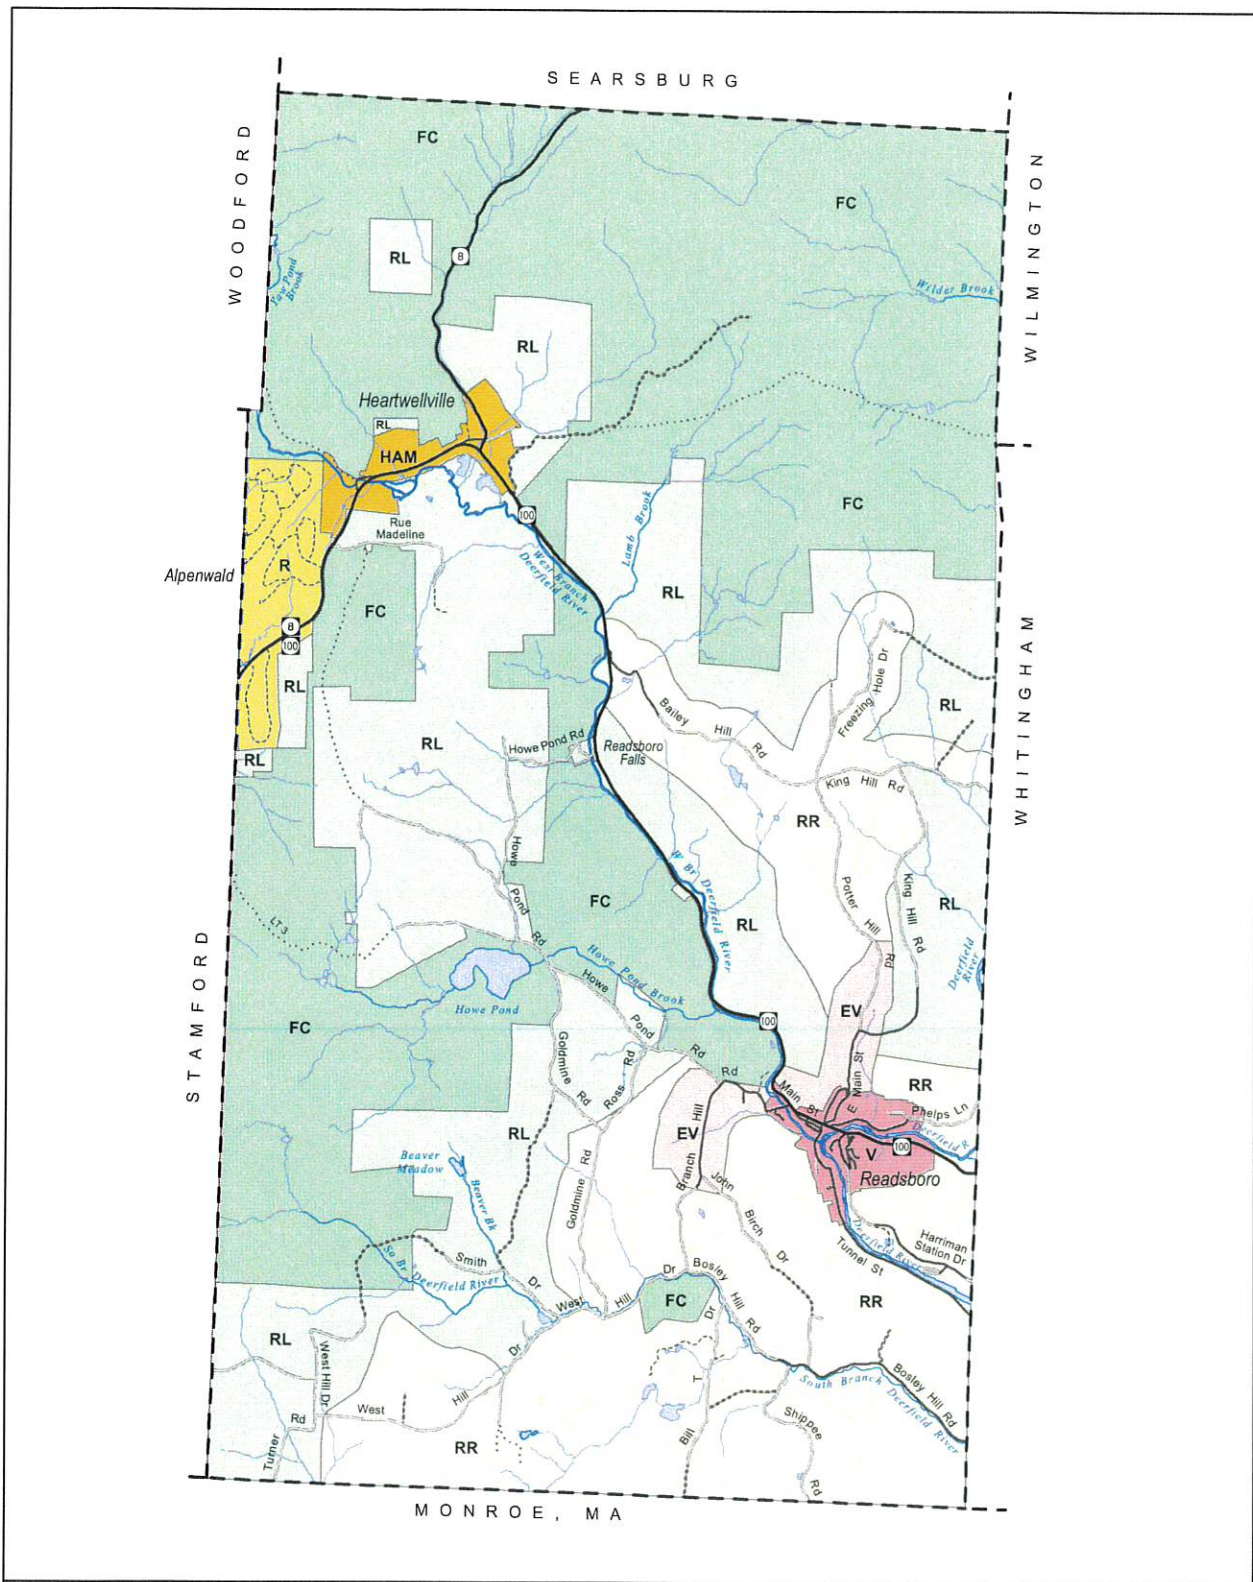 SEARSBURG
WOODFORD
WILMINGTON
FC
FC
RL
8
Yaw Pond
Brook
Wilder Brook
RL
Heartwellville
RL
HAM
FC
100
Rue
Madeline
Lamb Brook
West Branch
Deerfield River
Alpenwald
R
RL
FC
8
100
RL
WHITINGHAM
Freezing Hole Dr
Bailey Hill Rd
RL
RL
Howe Pond Rd
Readsboro
Falls
RL
King Hill Rd
RR
Howe Pond Rd
W Br Deerfield River
Potter Hill Rd
King Hill Rd
FC
RL
RL
LT3
STAMFORD
Deerfield
River
Howe Pond Brook
Howe Pond Rd
Howe Pond
EV
100
FC
Goldmine Rd
Ross Rd
Rd
E Main St
RR
Main St
Phelps Ln
RL
EV
Branch Hill
Deerfield R
100
V
Readsboro
Beaver
Meadow
Beaver Bk
Goldmine Rd
John Birch Dr
Deerfield River
Harriman
Station Dr
Tunnel St
So Br Deerfield River
Smith Dr
West Hill Dr
Bosley Hill Rd
FC
RR
RL
West Hill Dr
West Hill Dr
Bill T Dr
South Branch Deerfield River
Bosley Hill Rd
Turner Rd
RR
Shippee Rd
MONROE, MA